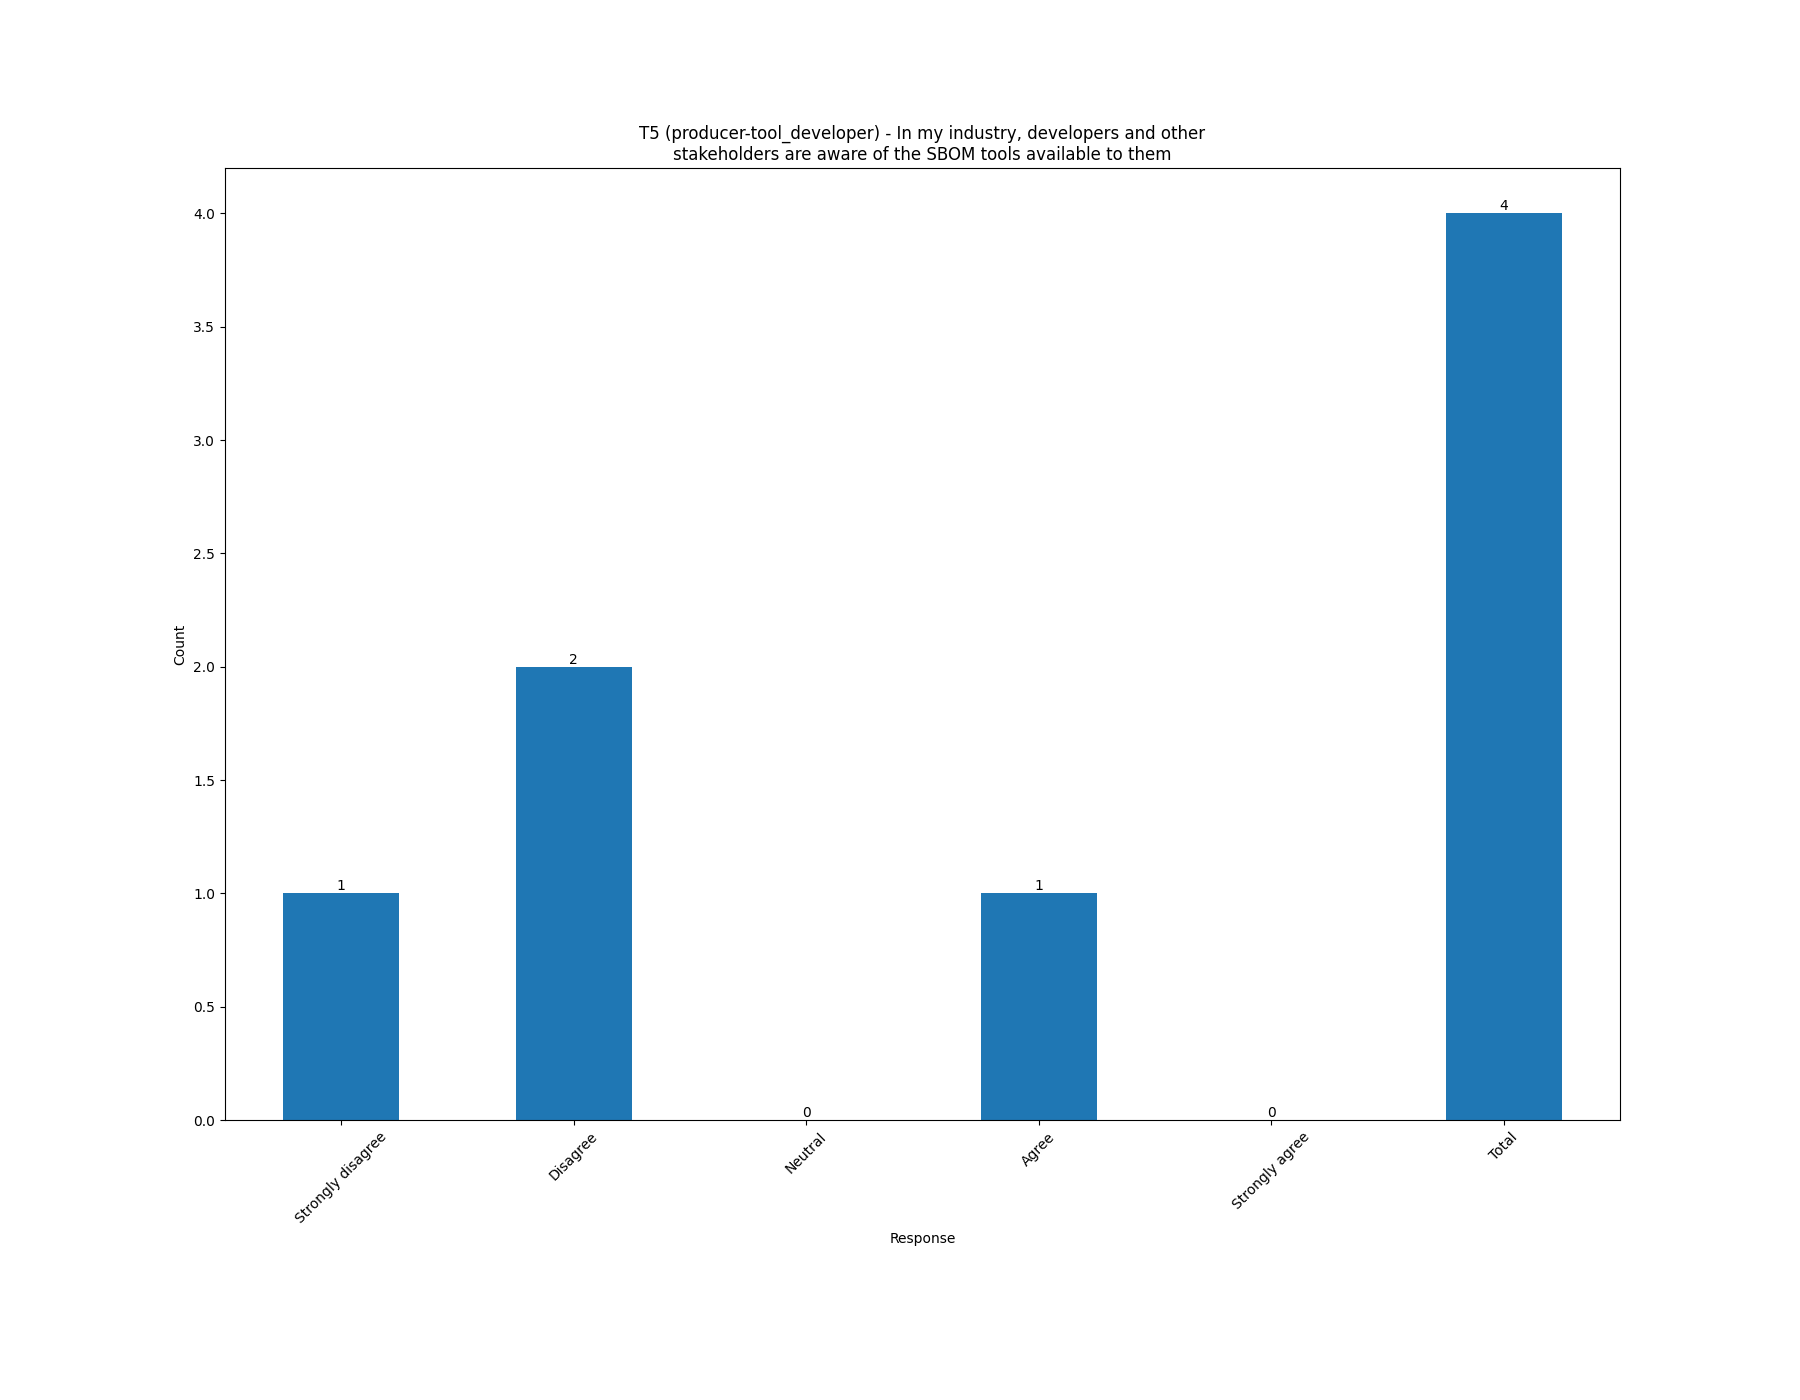 T5 (producer-tool_developer) - In my industry, developers and other
stakeholders are aware of the SBOM tools available to them
4.0
3.5
3.0
2.5
2.0
1.5
1.0
0.5
0.0
Count
1
2
0
1
0
4
Strongly disagree
Disagree
Neutral
Agree
Strongly agree
Total
Response